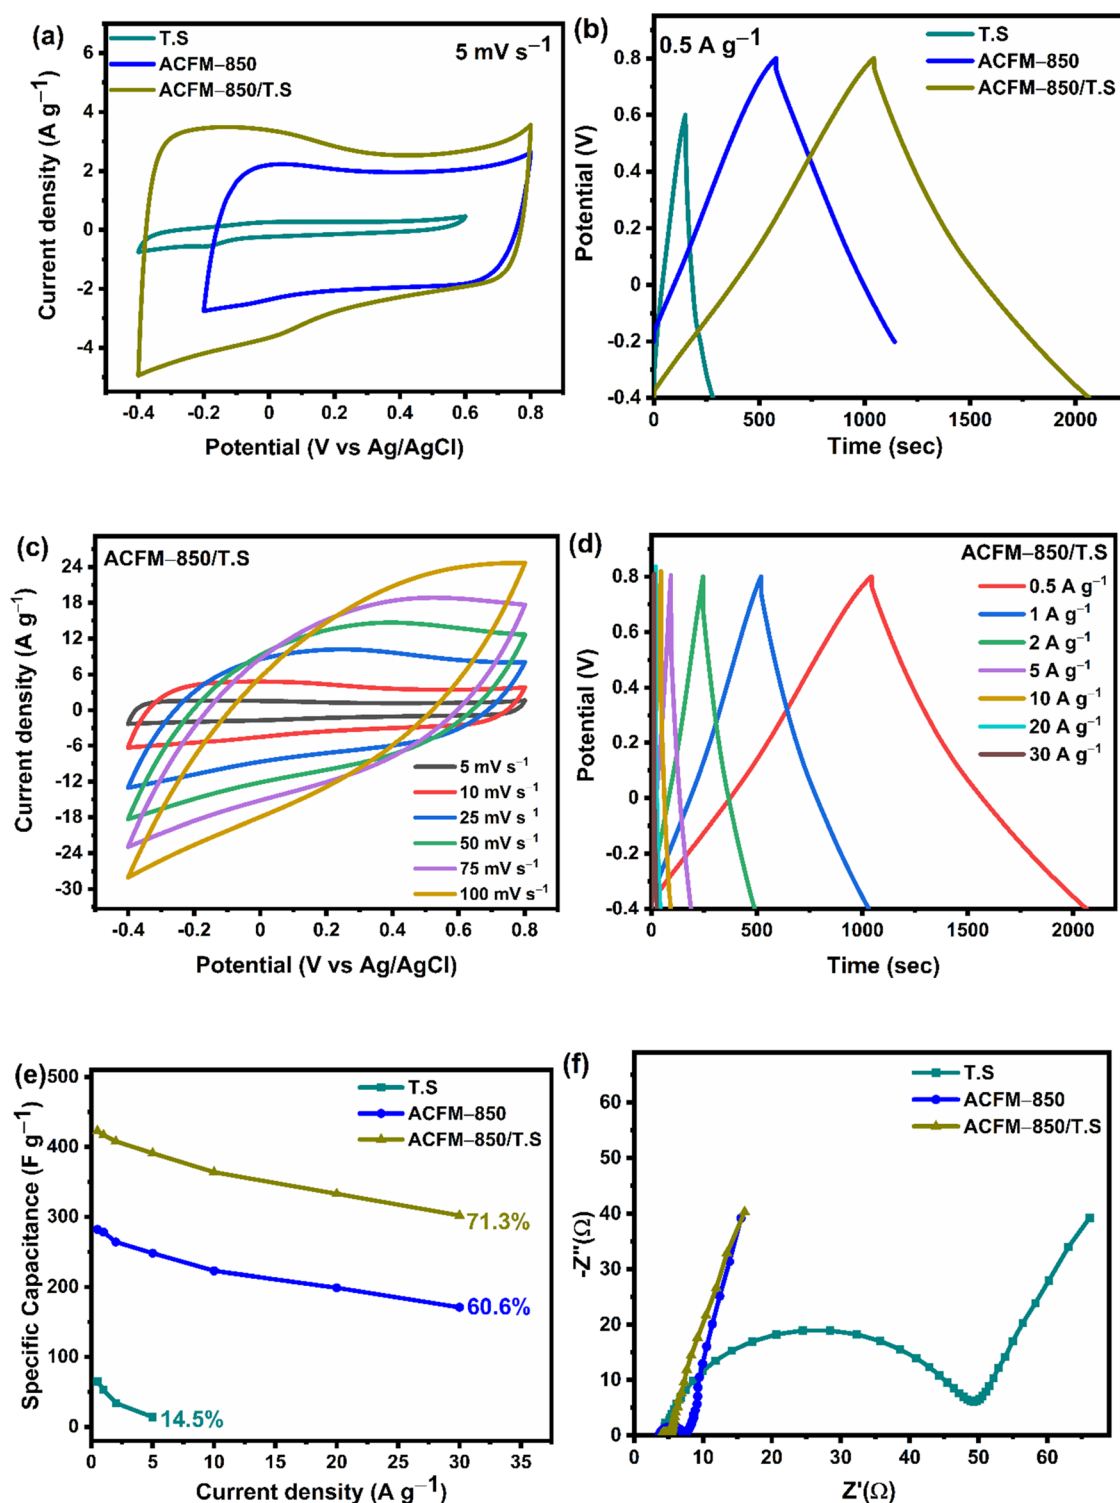 (a)
T.S
ACFM–850
ACFM–850/T.S
5 mV s⁻¹
Current density (A g⁻¹)
6
4
2
0
-2
-4
-0.4
-0.2
0
0.2
0.4
0.6
0.8
Potential (V vs Ag/AgCl)
(b)
0.5 A g⁻¹
T.S
ACFM–850
ACFM–850/T.S
Potential (V)
0.8
0.6
0.4
0.2
0
-0.2
-0.4
0
500
1000
1500
2000
Time (sec)
(c)
ACFM–850/T.S
Current density (A g⁻¹)
24
18
12
6
0
-6
-12
-18
-24
-30
5 mV s⁻¹
10 mV s⁻¹
25 mV s⁻¹
50 mV s⁻¹
75 mV s⁻¹
100 mV s⁻¹
-0.4
-0.2
0
0.2
0.4
0.6
0.8
Potential (V vs Ag/AgCl)
(d)
ACFM–850/T.S
0.5 A g⁻¹
1 A g⁻¹
2 A g⁻¹
5 A g⁻¹
10 A g⁻¹
20 A g⁻¹
30 A g⁻¹
Potential (V)
0.8
0.6
0.4
0.2
0
-0.2
-0.4
0
500
1000
1500
2000
Time (sec)
(e)
T.S
ACFM–850
ACFM–850/T.S
Specific Capacitance (F g⁻¹)
500
400
300
200
100
0
71.3%
60.6%
14.5%
0
5
10
15
20
25
30
35
Current density (A g⁻¹)
(f)
T.S
ACFM–850
ACFM–850/T.S
-Z''(Ω)
60
50
40
30
20
10
0
0
10
20
30
40
50
60
Z'(Ω)